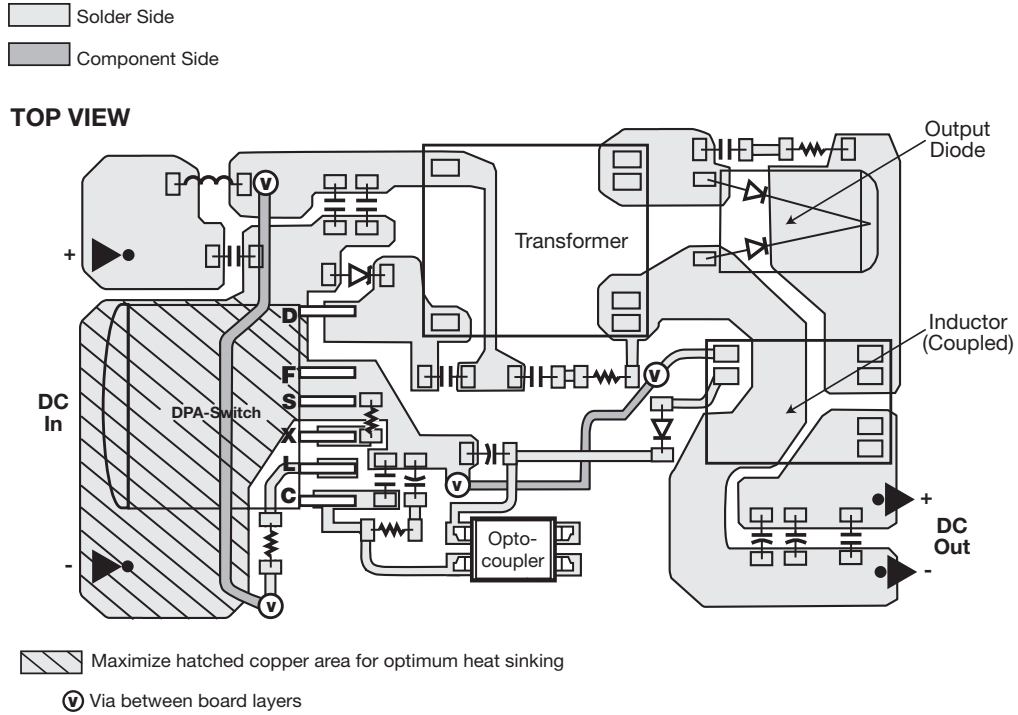 Solder Side
Component Side
TOP VIEW
Output
Diode
Transformer
+
D
Inductor
(Coupled)
F
DC
In
S
DPA-Switch
X
L
C
V
V
V
V
+
DC
Out
-
Opto-
coupler
-
Maximize hatched copper area for optimum heat sinking
V Via between board layers